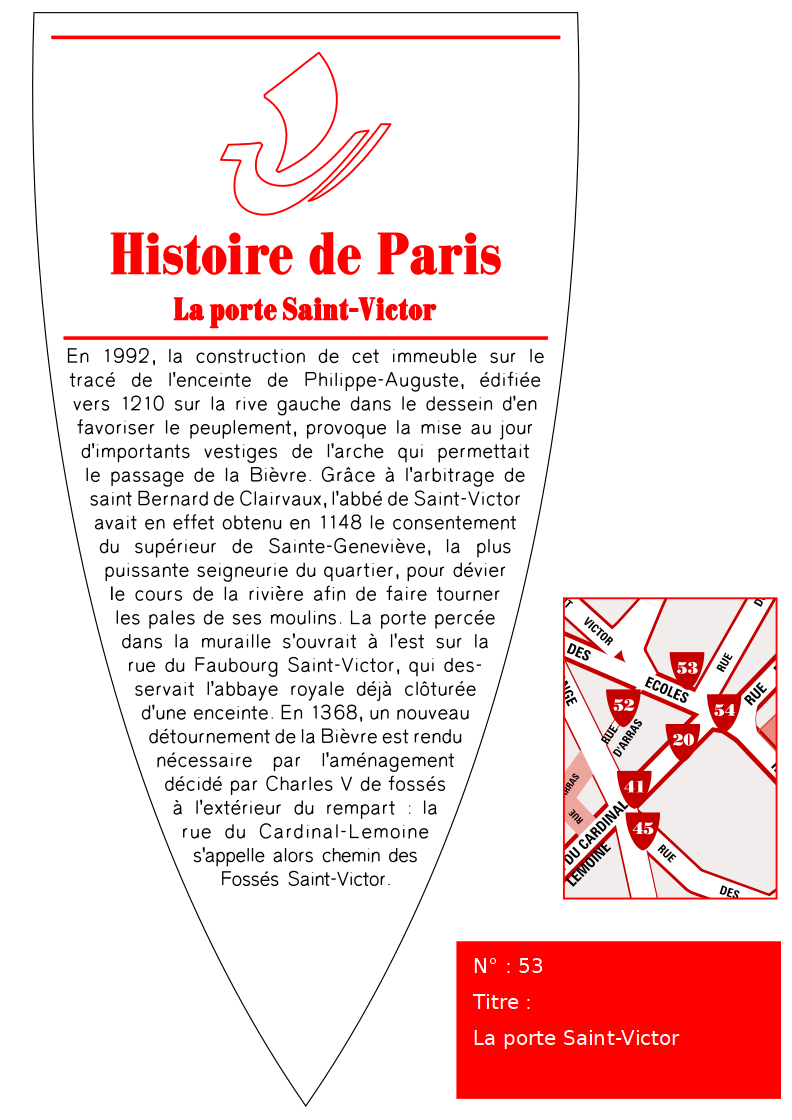 Histoire de Paris
La porte Saint-Victor
En 1992, la construction de cet immeuble sur le
tracé de l'enceinte de Philippe-Auguste, édifiée
vers 1210 sur la rive gauche dans le dessein d'en
favoriser le peuplement, provoque la mise au jour
d'importants vestiges de l'arche qui permettait
le passage de la Bièvre. Grâce à l'arbitrage de
saint Bernard de Clairvaux, l'abbé de Saint-Victor
avait en effet obtenu en 1148 le consentement
du supérieur de Sainte-Geneviève, la plus
puissante seigneurie du quartier, pour dévier
le cours de la rivière afin de faire tourner
les pales de ses moulins. La porte percée
dans la muraille s'ouvrait à l'est sur la
rue du Faubourg Saint-Victor, qui des-
servait l'abbaye royale déjà clôturée
d'une enceinte. En 1368, un nouveau
détournement de la Bièvre est rendu
nécessaire par l'aménagement
décidé par Charles V de fossés
à l'extérieur du rempart : la
rue du Cardinal-Lemoine
s'appelle alors chemin des
Fossés Saint-Victor.
VICTOR
DES
ECOLES
RUE
RUE
53
52
54
20
RUE
D'ARRAS
41
45
RUE
DU CARDINAL
LEMOINE
RUE
DES
N° : 53
Titre :
La porte Saint-Victor